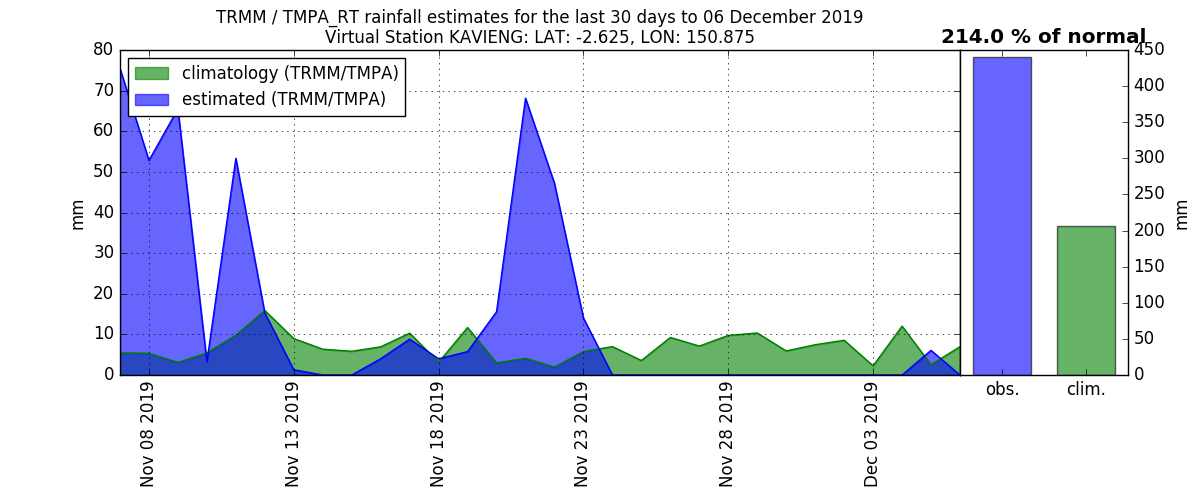 TRMM / TMPA_RT rainfall estimates for the last 30 days to 06 December 2019
Virtual Station KAVIENG: LAT: -2.625, LON: 150.875
214.0 % of normal
climatology (TRMM/TMPA)
estimated (TRMM/TMPA)
80
70
60
50
40
30
20
10
0
mm
Nov 08 2019
Nov 13 2019
Nov 18 2019
Nov 23 2019
Nov 28 2019
Dec 03 2019
obs.
clim.
450
400
350
300
250
200
150
100
50
0
mm